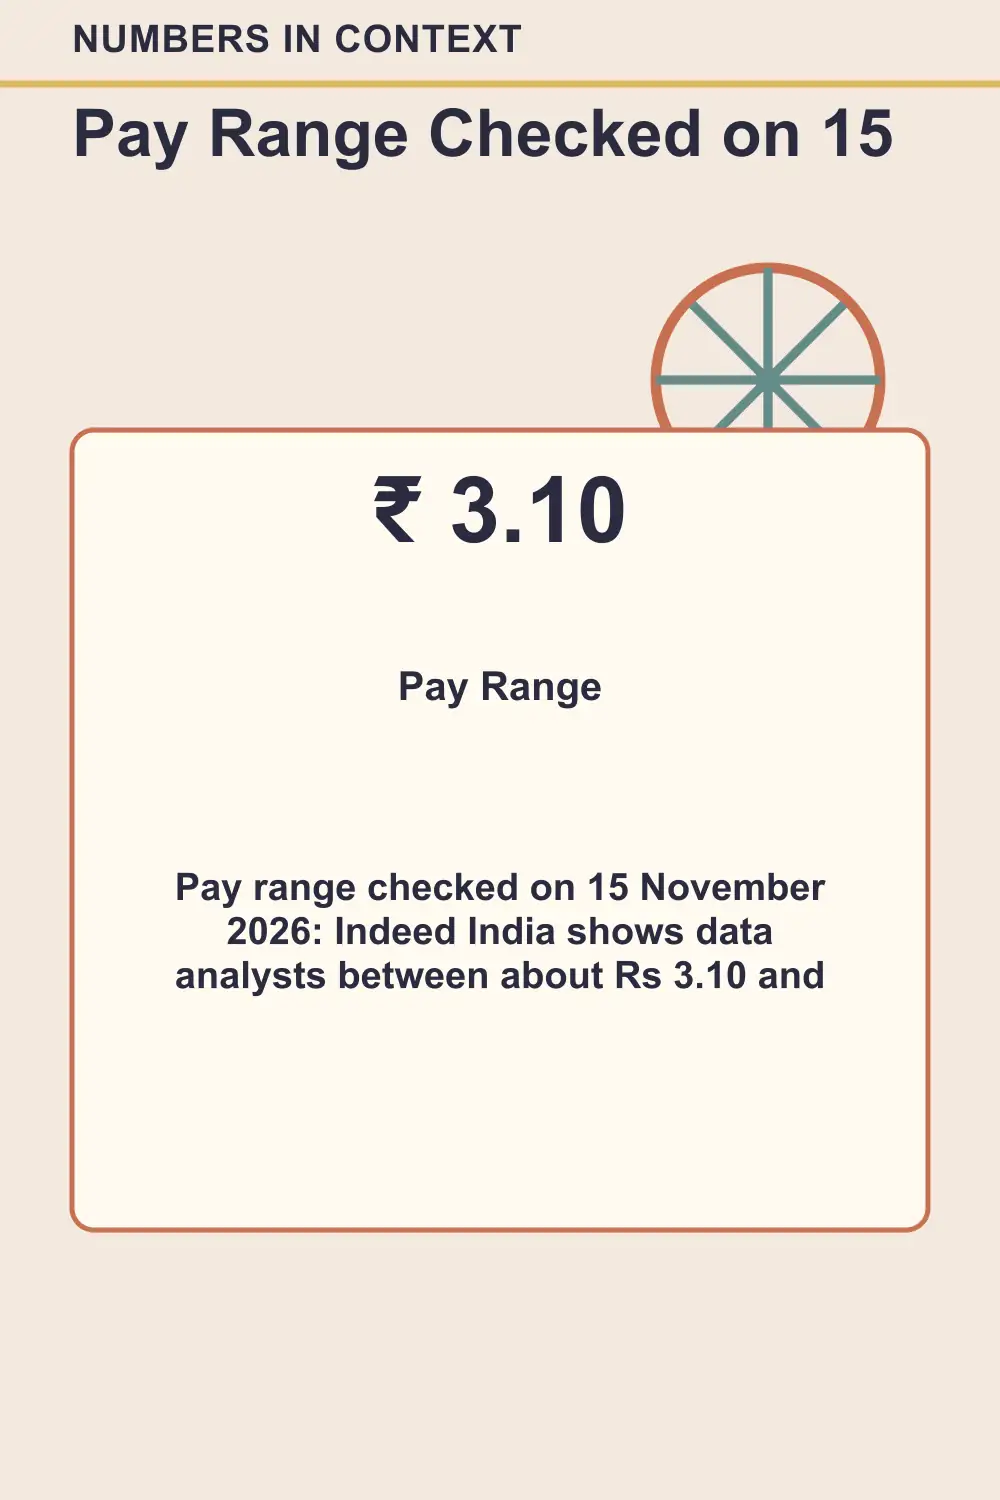 NUMBERS IN CONTEXT
Pay Range Checked on 15
₹ 3.10
Pay Range
Pay range checked on 15 November
2026: Indeed India shows data
analysts between about Rs 3.10 and